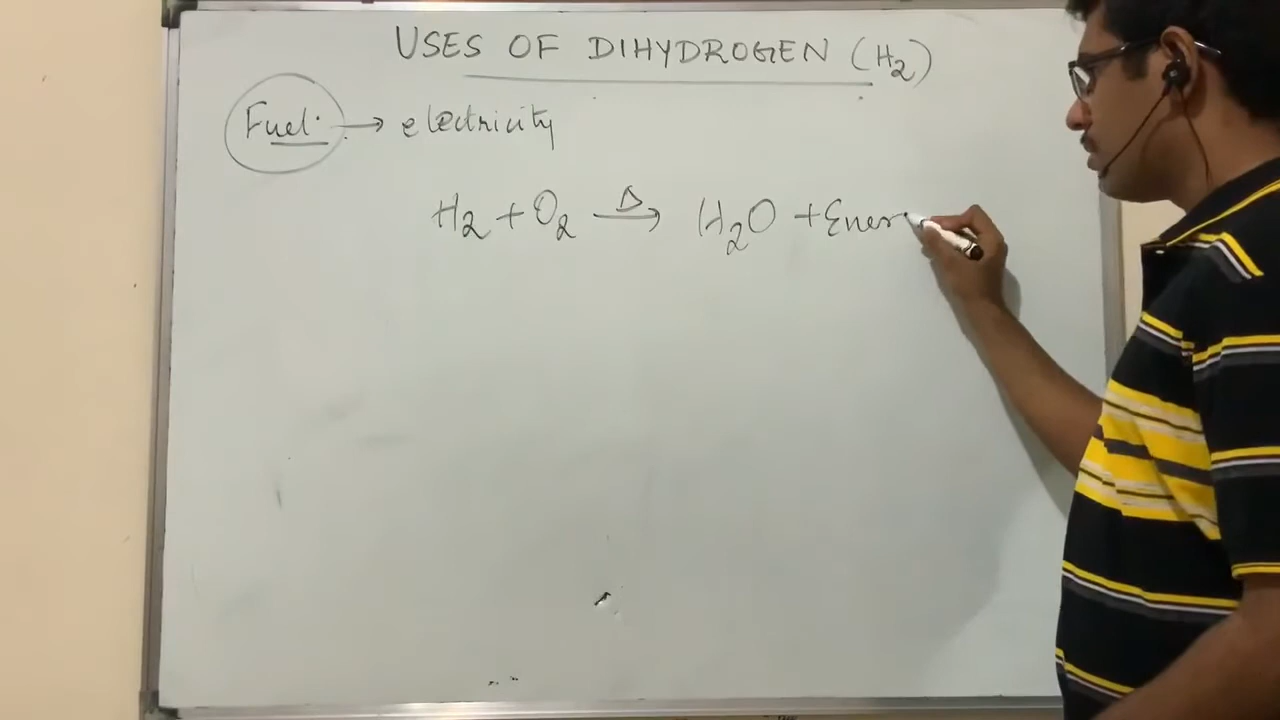 USES OF DIHYDROGEN (H₂)
Fuel. → electricity
H₂ + O₂ →Δ H₂O + Ener